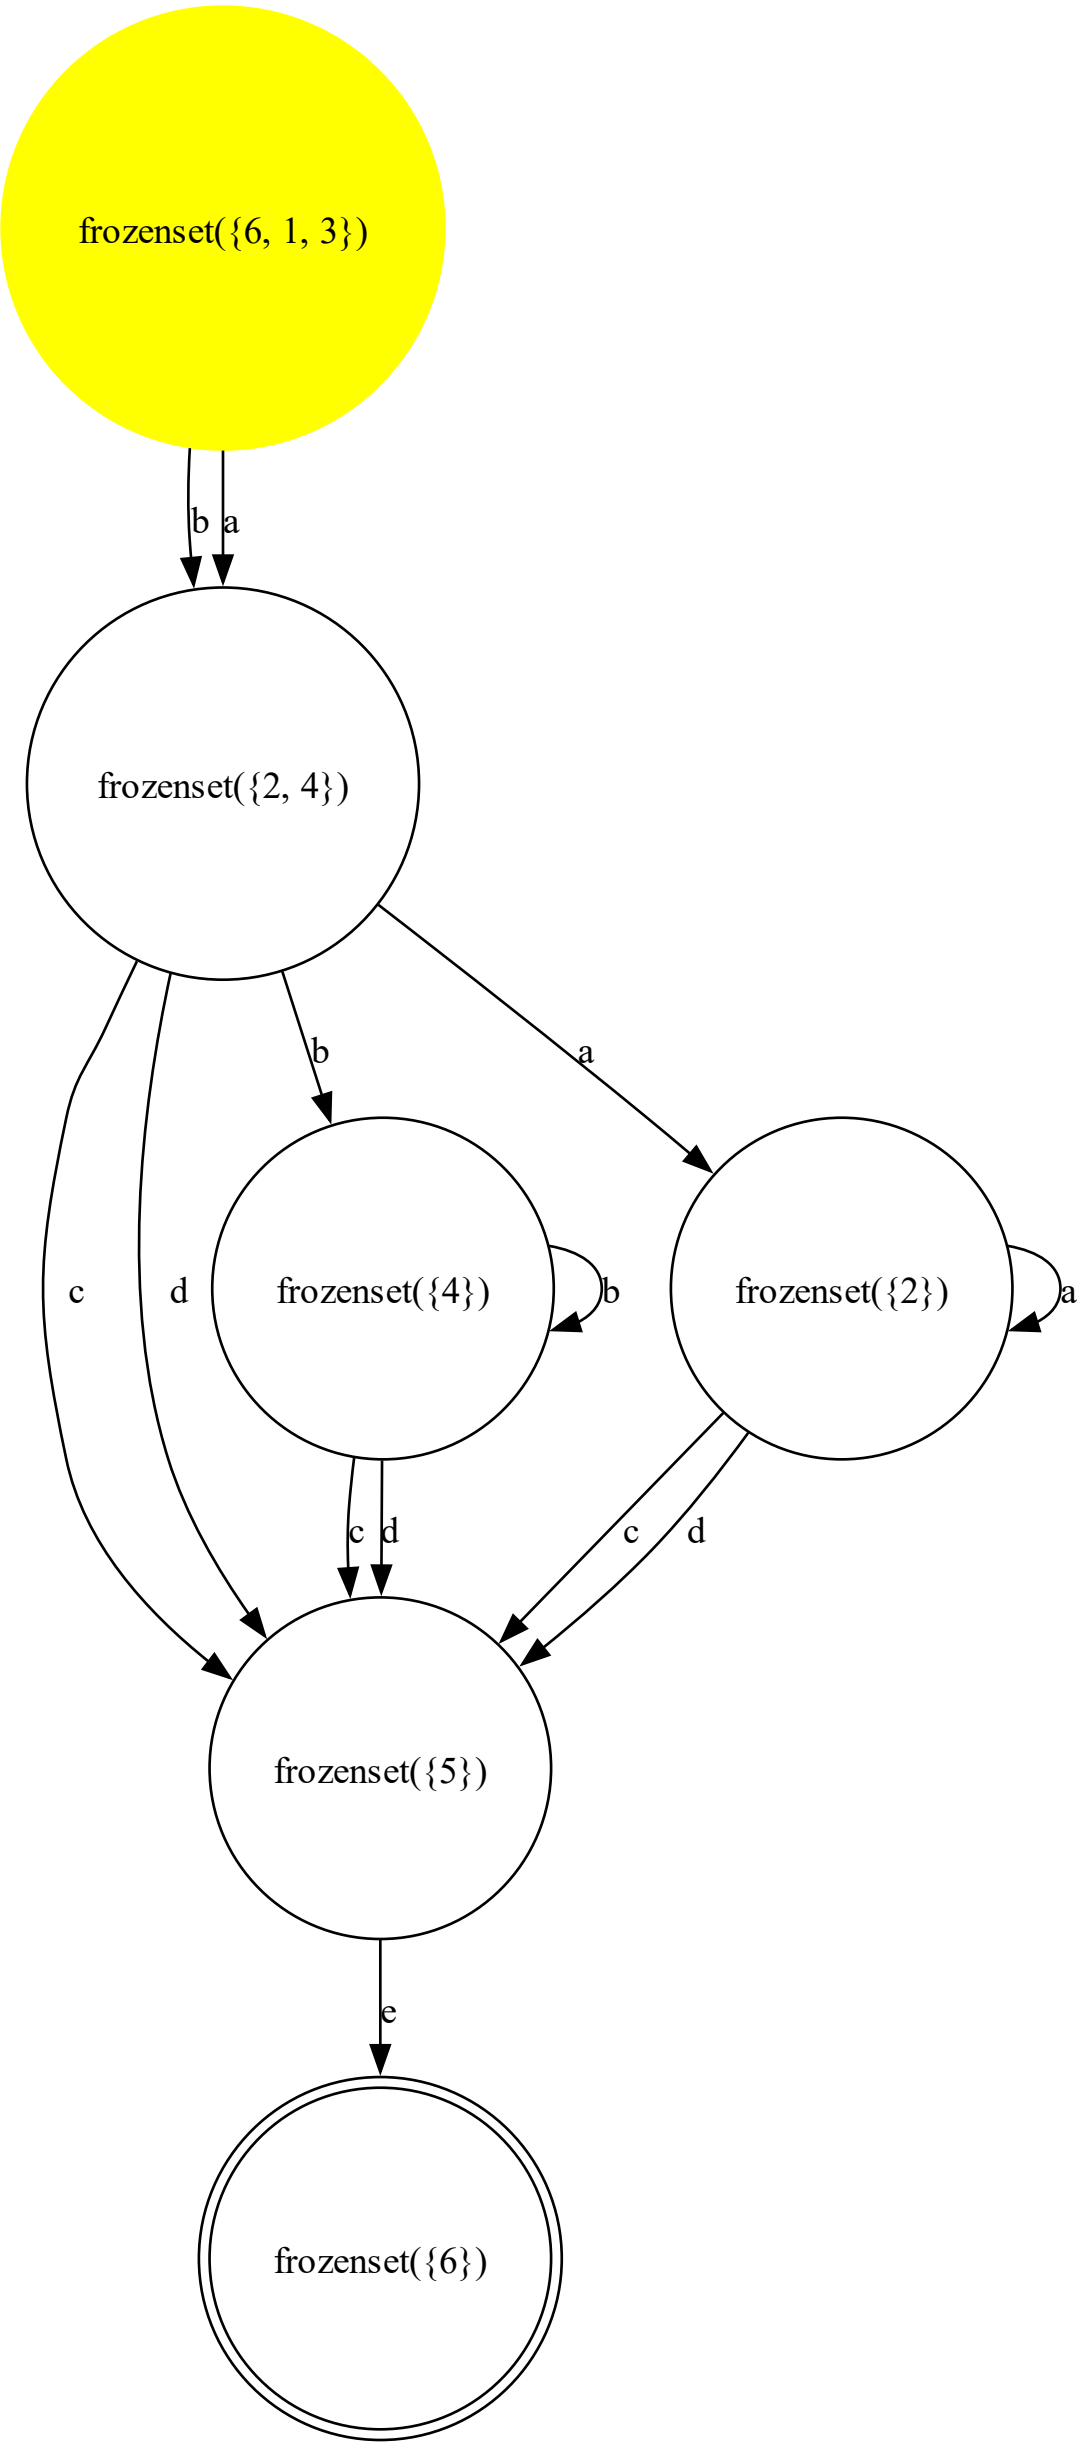 frozenset({6, 1, 3})
b
a
frozenset({2, 4})
b
a
c
d
frozenset({4})
b
frozenset({2})
a
c
d
c
d
frozenset({5})
e
frozenset({6})